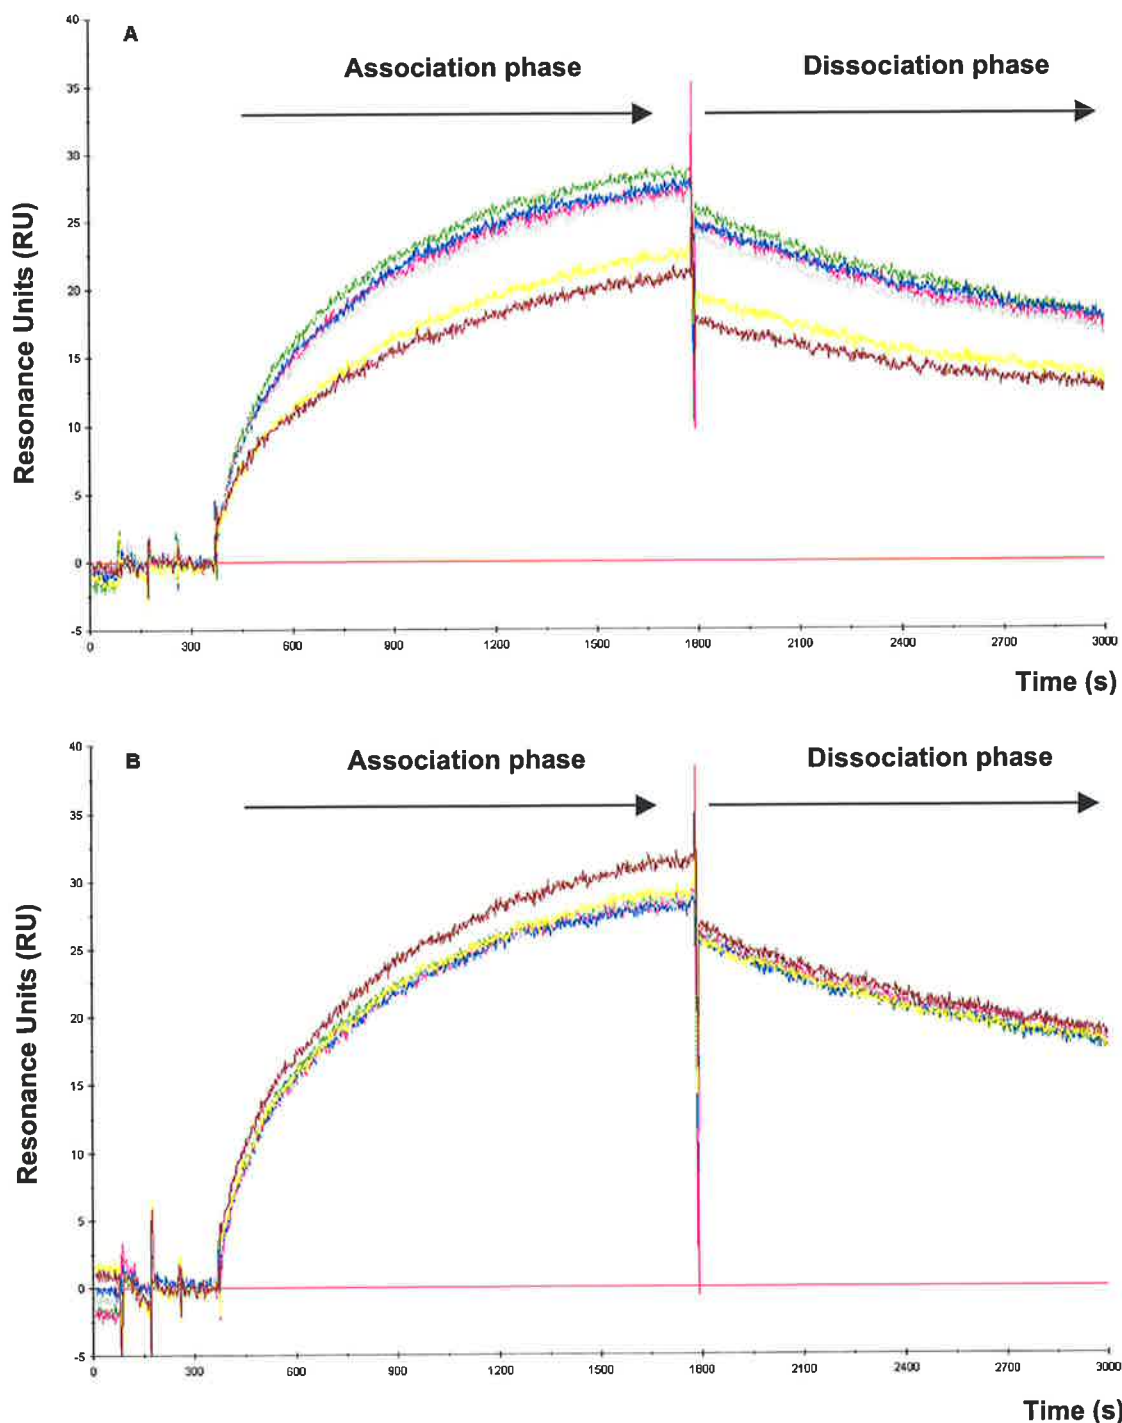 A
Association phase
Dissociation phase
Resonance Units (RU)
40
35
30
25
20
15
10
5
0
-5
0 300 600 900 1200 1500 1800 2100 2400 2700 3000
Time (s)
B
Association phase
Dissociation phase
Resonance Units (RU)
40
35
30
25
20
15
10
5
0
-5
0 300 600 900 1200 1500 1800 2100 2400 2700 3000
Time (s)